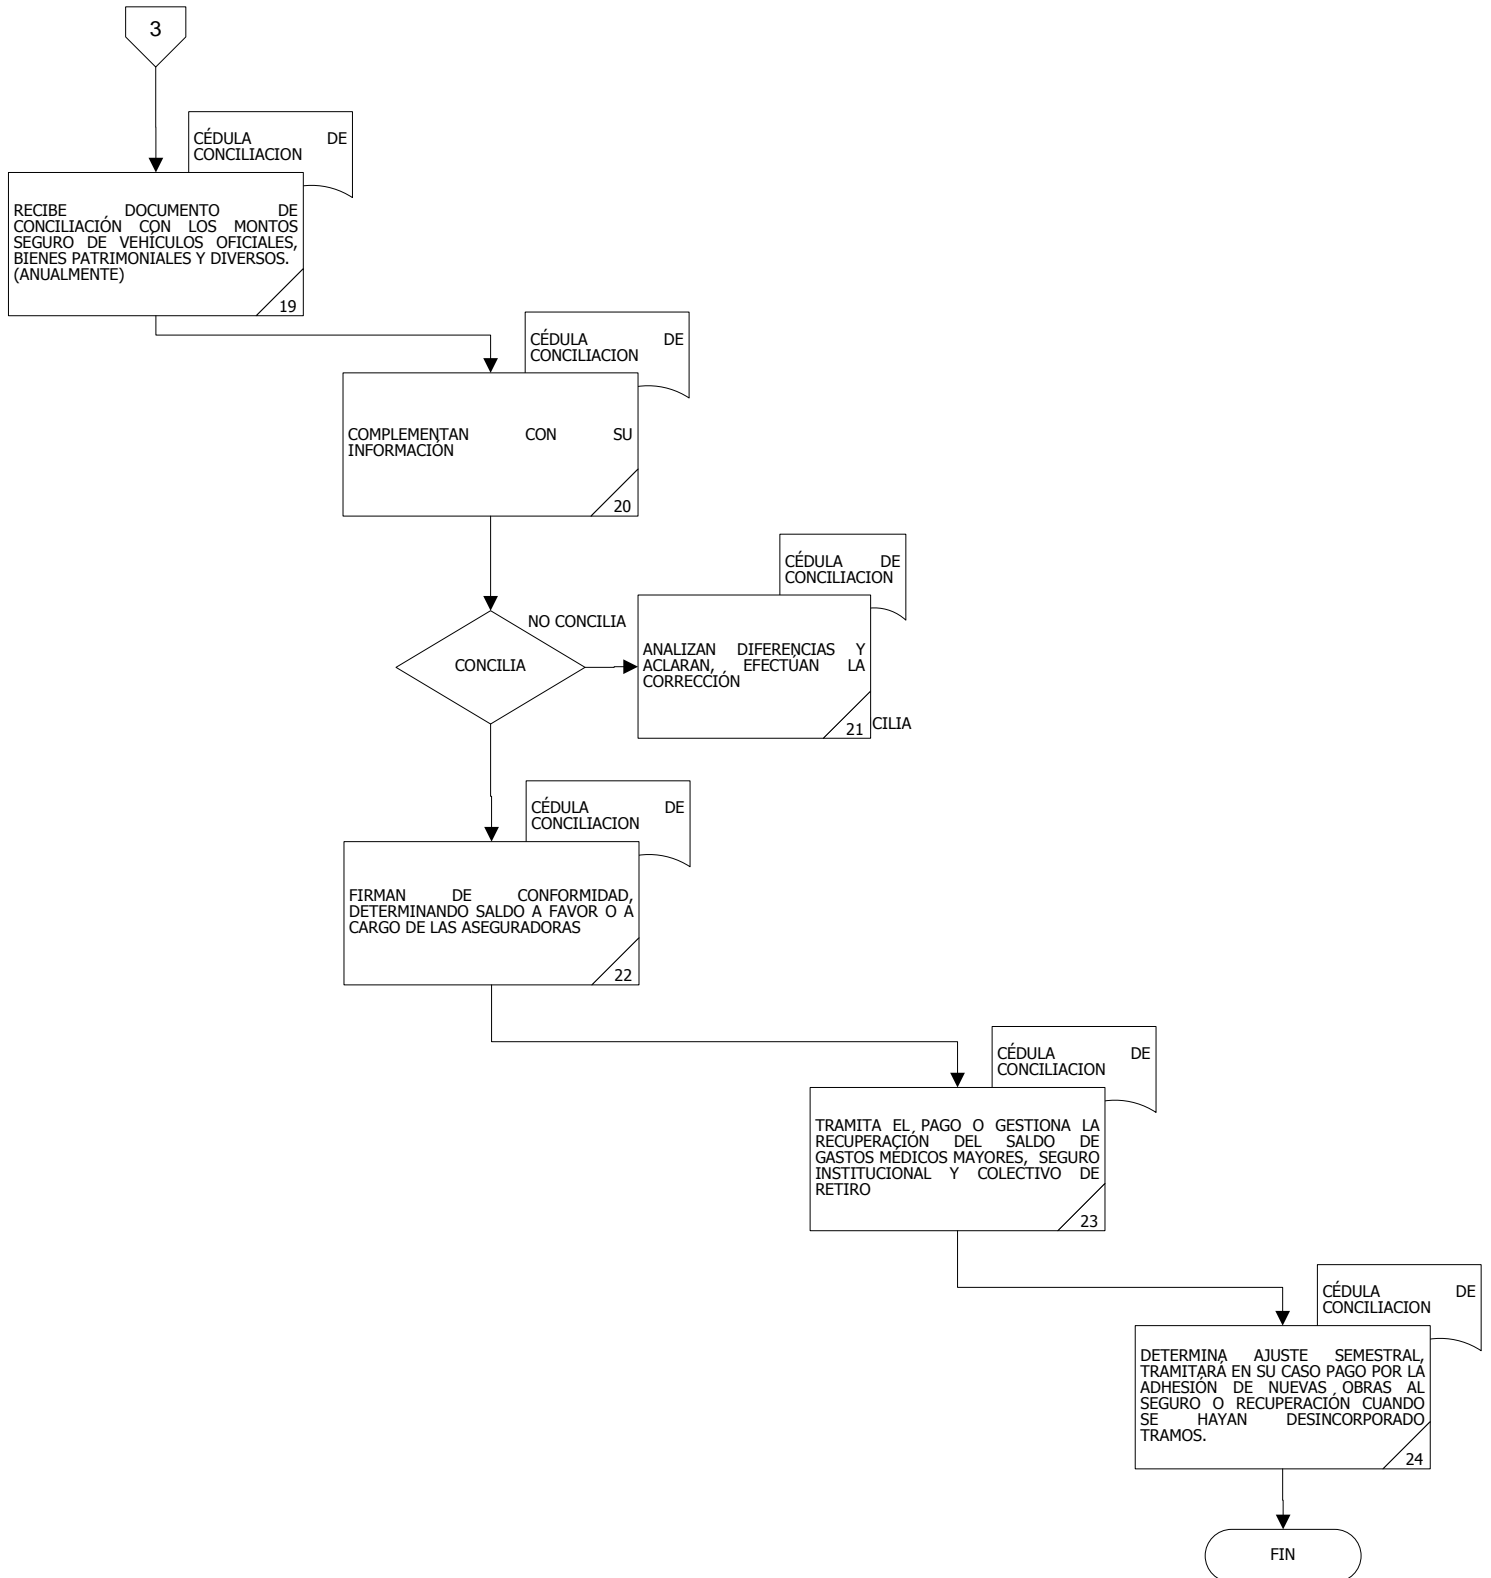 3
CÉDULA DE
CONCILIACION
RECIBE DOCUMENTO DE
CONCILIACIÓN CON LOS MONTOS
SEGURO DE VEHÍCULOS OFICIALES,
BIENES PATRIMONIALES Y DIVERSOS.
(ANUALMENTE)
19
CÉDULA DE
CONCILIACION
COMPLEMENTAN CON SU
INFORMACIÓN
20
CÉDULA DE
CONCILIACION
NO CONCILIA
CONCILIA
ANALIZAN DIFERENCIAS Y
ACLARAN, EFECTÚAN LA
CORRECCIÓN
21
CILIA
CÉDULA DE
CONCILIACION
FIRMAN DE CONFORMIDAD,
DETERMINANDO SALDO A FAVOR O A
CARGO DE LAS ASEGURADORAS
22
CÉDULA DE
CONCILIACION
TRAMITA EL PAGO O GESTIONA LA
RECUPERACIÓN DEL SALDO DE
GASTOS MÉDICOS MAYORES, SEGURO
INSTITUCIONAL Y COLECTIVO DE
RETIRO
23
CÉDULA DE
CONCILIACION
DETERMINA AJUSTE SEMESTRAL,
TRAMITARÁ EN SU CASO PAGO POR LA
ADHESIÓN DE NUEVAS OBRAS AL
SEGURO O RECUPERACIÓN CUANDO
SE HAYAN DESINCORPORADO
TRAMOS.
24
FIN